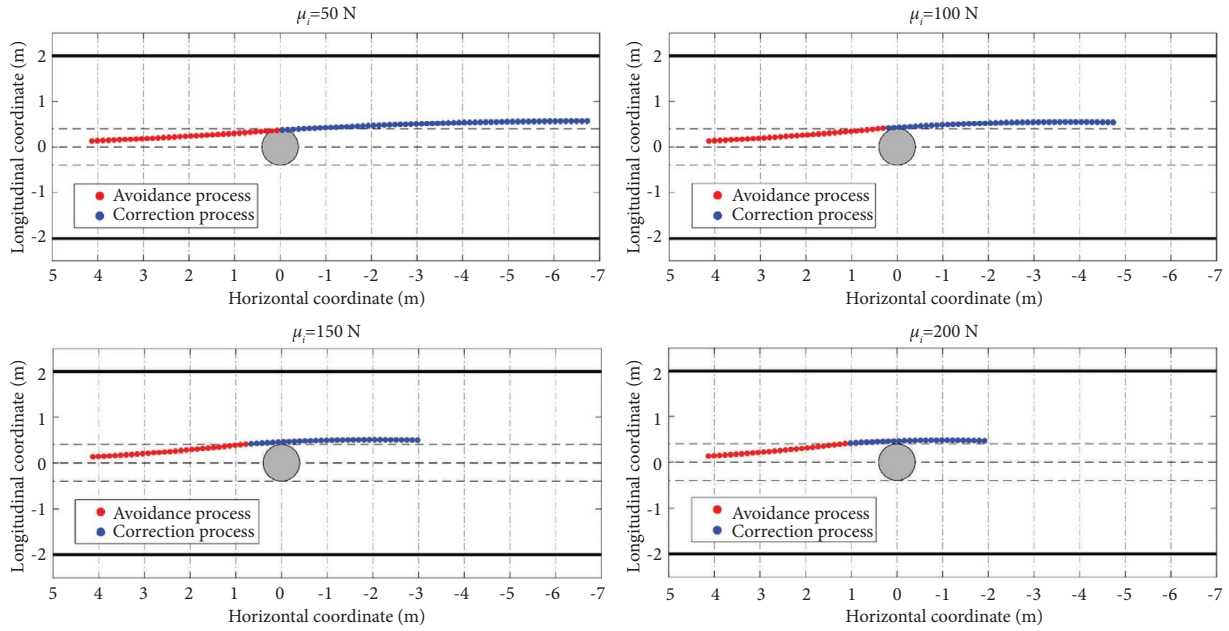 μi=50 N
2
1
0
-1
-2
Longitudinal coordinate (m)
Avoidance process
Correction process
5 4 3 2 1 0 -1 -2 -3 -4 -5 -6 -7
Horizontal coordinate (m)
μi=100 N
2
1
0
-1
-2
Longitudinal coordinate (m)
Avoidance process
Correction process
5 4 3 2 1 0 -1 -2 -3 -4 -5 -6 -7
Horizontal coordinate (m)
μi=150 N
2
1
0
-1
-2
Longitudinal coordinate (m)
Avoidance process
Correction process
5 4 3 2 1 0 -1 -2 -3 -4 -5 -6 -7
Horizontal coordinate (m)
μi=200 N
2
1
0
-1
-2
Longitudinal coordinate (m)
Avoidance process
Correction process
5 4 3 2 1 0 -1 -2 -3 -4 -5 -6 -7
Horizontal coordinate (m)